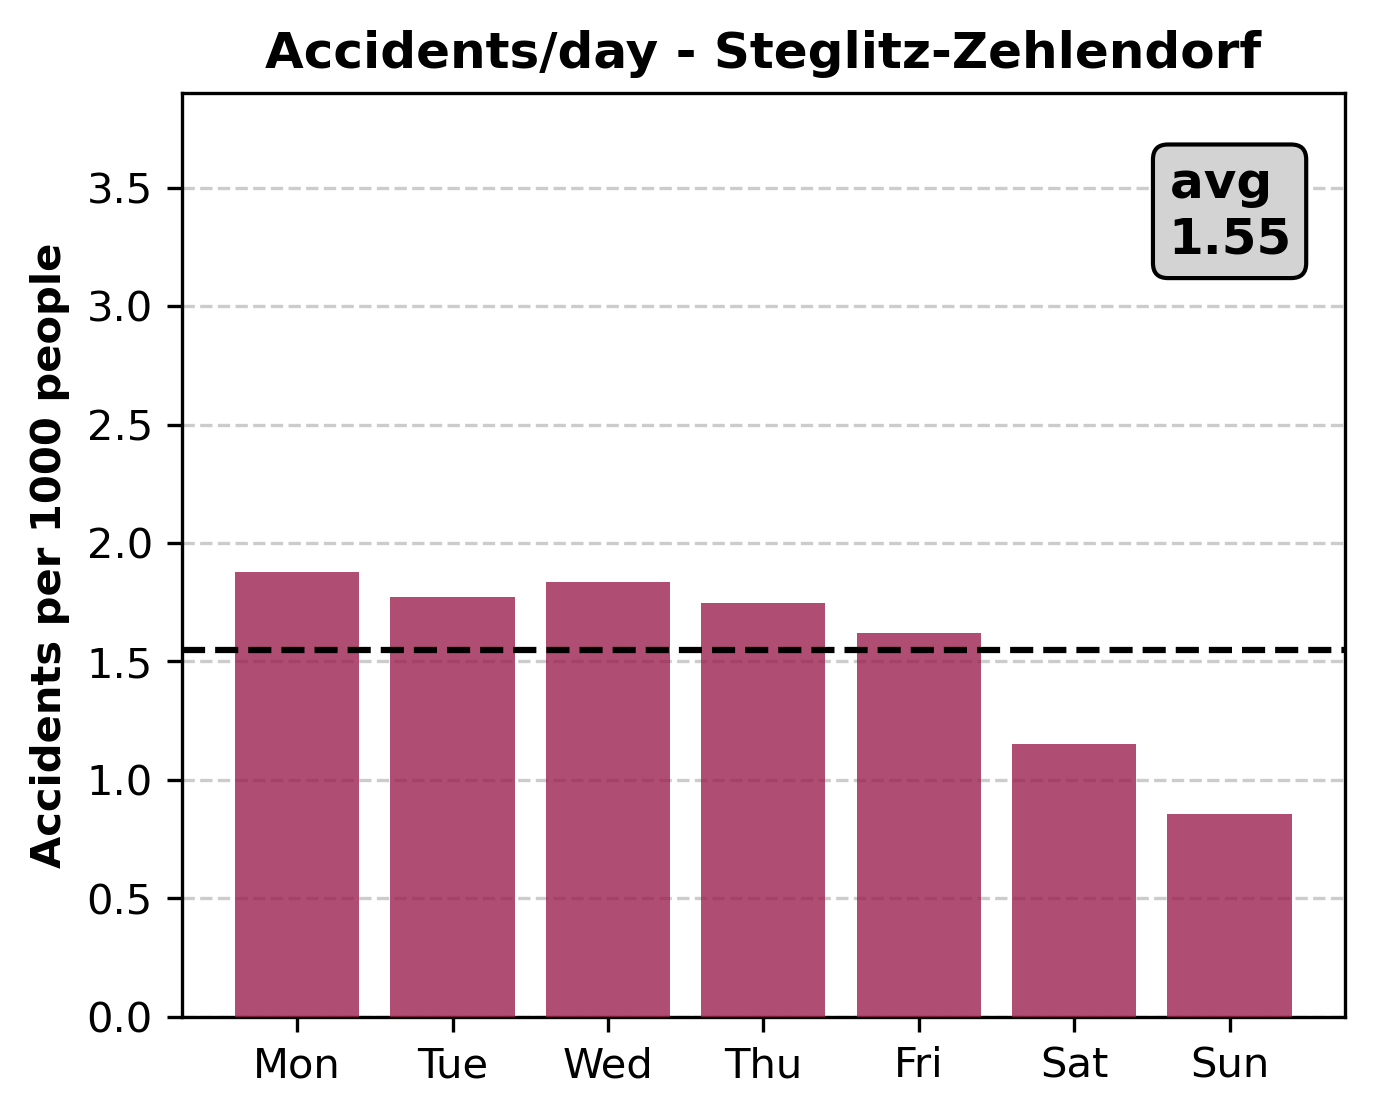 Accidents/day - Steglitz-Zehlendorf
Accidents per 1000 people
3.5
3.0
2.5
2.0
1.5
1.0
0.5
0.0
avg
1.55
Mon Tue Wed Thu Fri Sat Sun